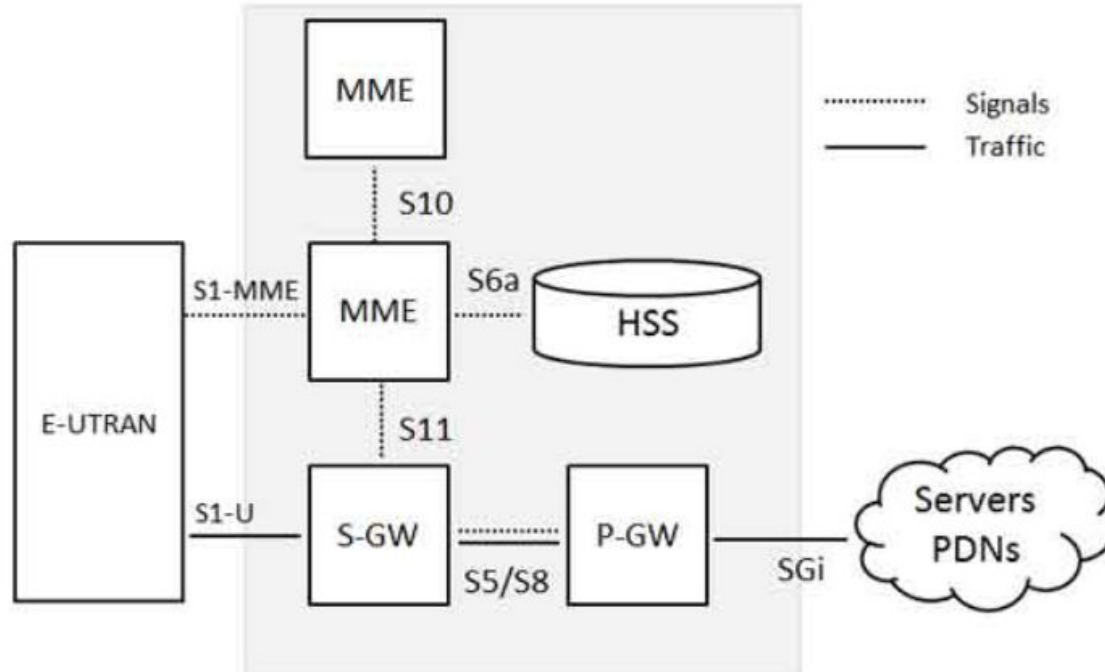 MME
Signals
Traffic
S10
S1-MME
MME
S6a
HSS
E-UTRAN
S11
S1-U
S-GW
S5/S8
P-GW
SGi
Servers
PDNs